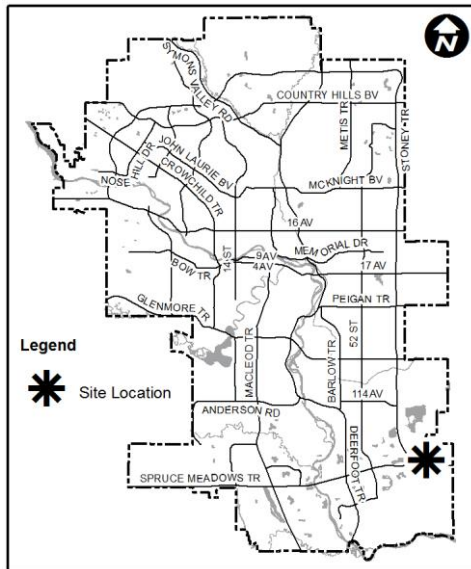 N
SYMONS VALLEY RD
COUNTRY HILLS BV
METIS TR
STONEY TR
JOHN LAURIE BV
CROWCHILD TR
NOSE HILL DR
MCKNIGHT BV
16 AV
14 ST
9AV
MEMORIAL DR
4AV
17 AV
BOW TR
PEIGAN TR
GLENMORE TR
Legend
Site Location
MACLEOD TR
BARLOW TR
52 ST
114 AV
ANDERSON RD
DEERFOOT TR
SPRUCE MEADOWS TR